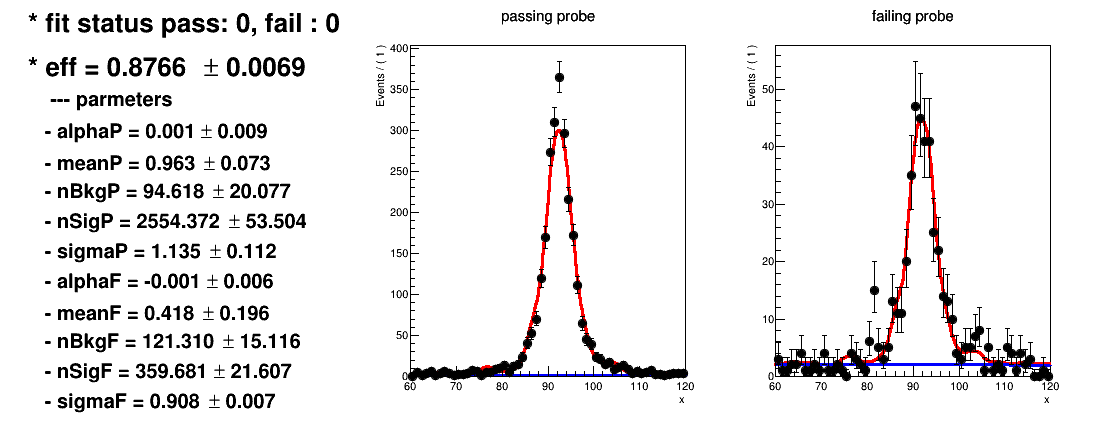 * fit status pass: 0, fail : 0
* eff = 0.8766 ± 0.0069
--- parmeters
- alphaP = 0.001 ± 0.009
- meanP = 0.963 ± 0.073
- nBkgP = 94.618 ± 20.077
- nSigP = 2554.372 ± 53.504
- sigmaP = 1.135 ± 0.112
- alphaF = -0.001 ± 0.006
- meanF = 0.418 ± 0.196
- nBkgF = 121.310 ± 15.116
- nSigF = 359.681 ± 21.607
- sigmaF = 0.908 ± 0.007
passing probe
Events / ( 1 )
400
350
300
250
200
150
100
50
0
60 70 80 90 100 110 120
x
failing probe
Events / ( 1 )
50
40
30
20
10
0
60 70 80 90 100 110 120
x